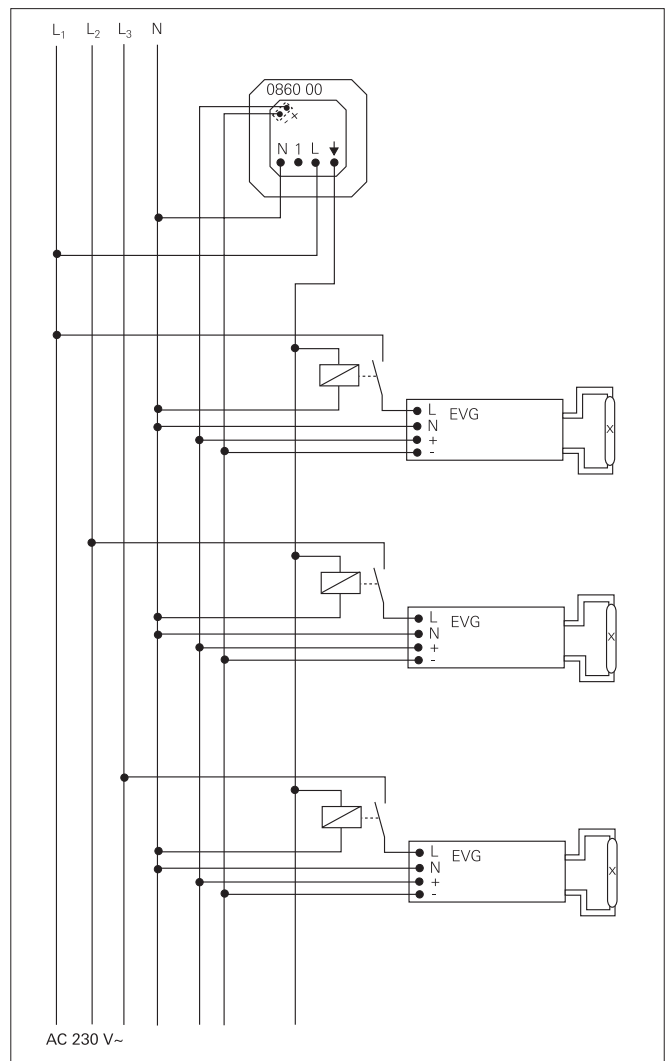 L₁ L₂ L₃ N
0860 00
x
N 1 L ↓
L EVG
N
+
-
x
L EVG
N
+
-
x
L EVG
N
+
-
x
AC 230 V~